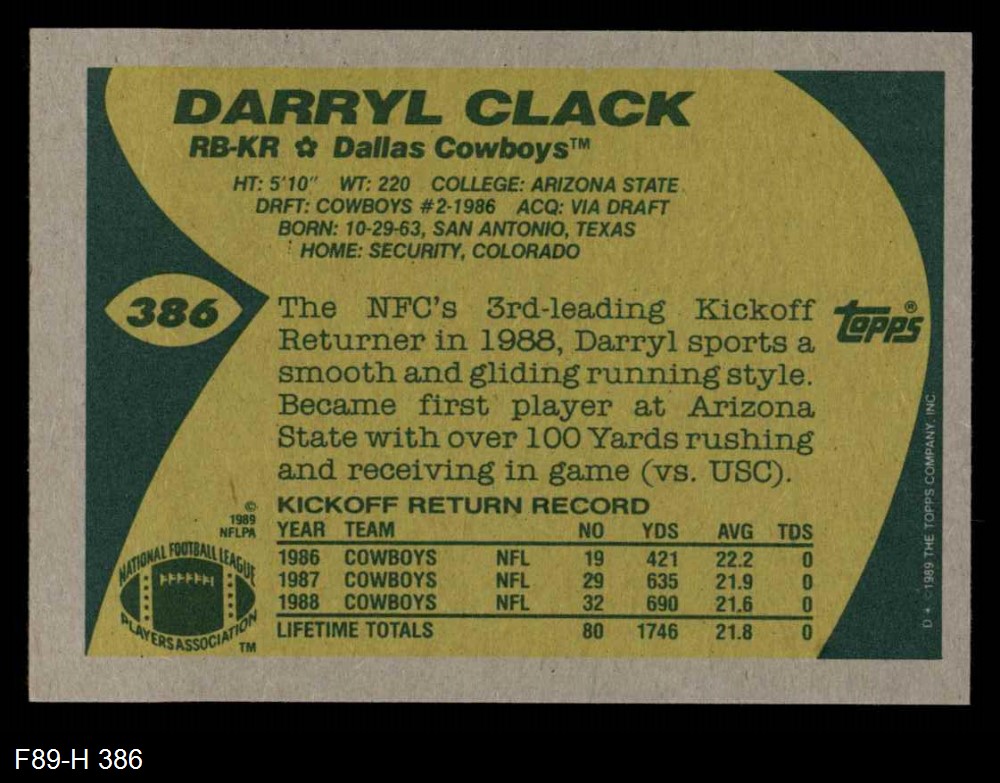 DARRYL CLACK
RB-KR ✿ Dallas Cowboys™
HT: 5'10" WT: 220 COLLEGE: ARIZONA STATE
DRFT: COWBOYS #2-1986 ACQ: VIA DRAFT
BORN: 10-29-63, SAN ANTONIO, TEXAS
HOME: SECURITY, COLORADO
386
The NFC's 3rd-leading Kickoff
Returner in 1988, Darryl sports a
smooth and gliding running style.
Became first player at Arizona
State with over 100 Yards rushing
and receiving in game (vs. USC).
topps®
KICKOFF RETURN RECORD
YEAR TEAM NO YDS AVG TDS
1986 COWBOYS NFL 19 421 22.2 0
1987 COWBOYS NFL 29 635 21.9 0
1988 COWBOYS NFL 32 690 21.6 0
LIFETIME TOTALS 80 1746 21.8 0
©
1989
NFLPA
NATIONAL FOOTBALL LEAGUE
PLAYERS ASSOCIATION
TM
D* ©1989 THE TOPPS COMPANY, INC.
F89-H 386